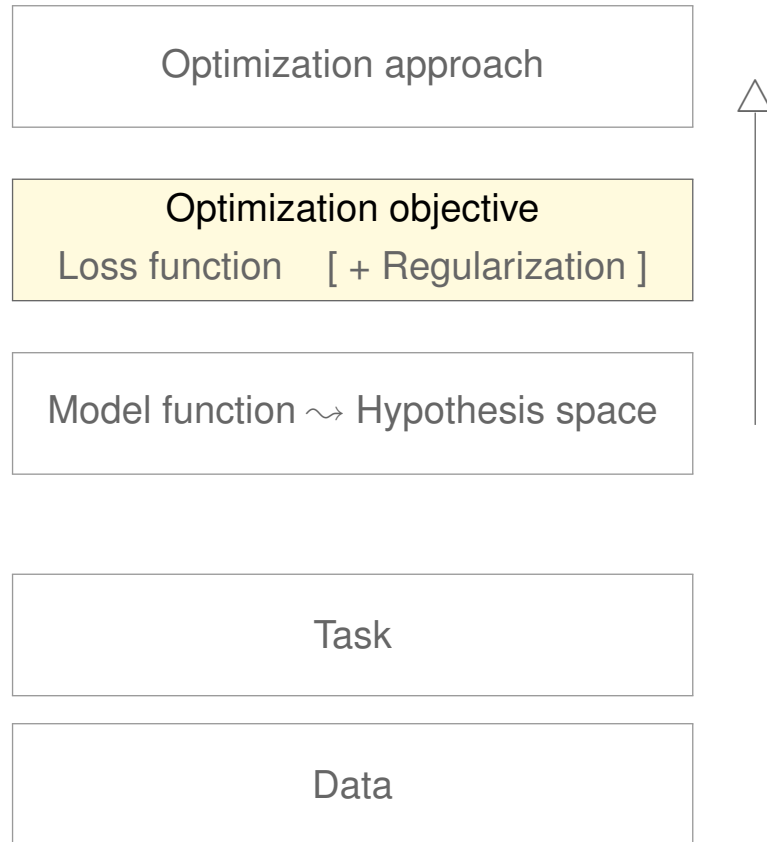 Optimization approach
Optimization objective
Loss function [ + Regularization ]
Model function ⤳ Hypothesis space
Task
Data